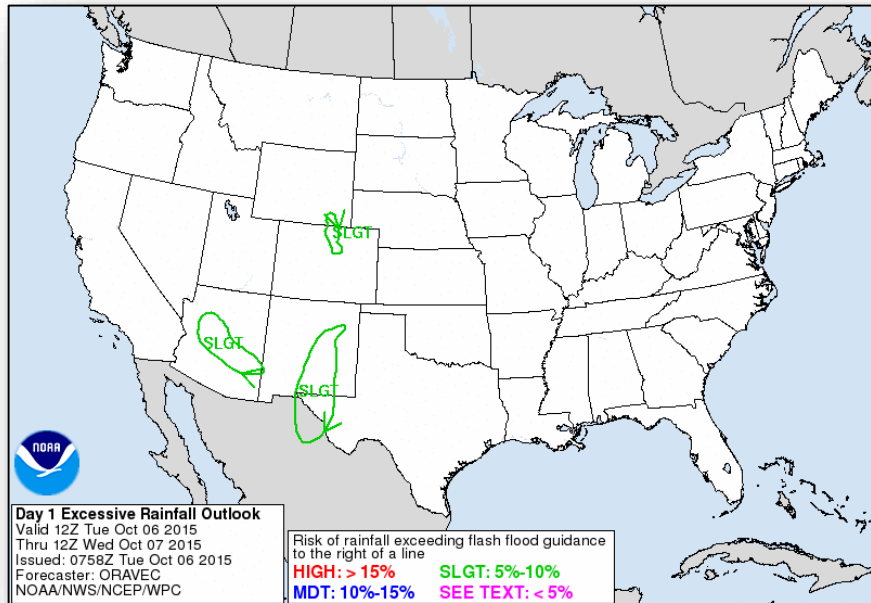 SLGT
SLGT
SLGT
NOAA
Day 1 Excessive Rainfall Outlook
Valid 12Z Tue Oct 06 2015
Thru 12Z Wed Oct 07 2015
Issued: 0758Z Tue Oct 06 2015
Forecaster: ORAVEC
NOAA/NWS/NCEP/WPC
Risk of rainfall exceeding flash flood guidance
to the right of a line
HIGH: > 15% SLGT: 5%-10%
MDT: 10%-15% SEE TEXT: < 5%